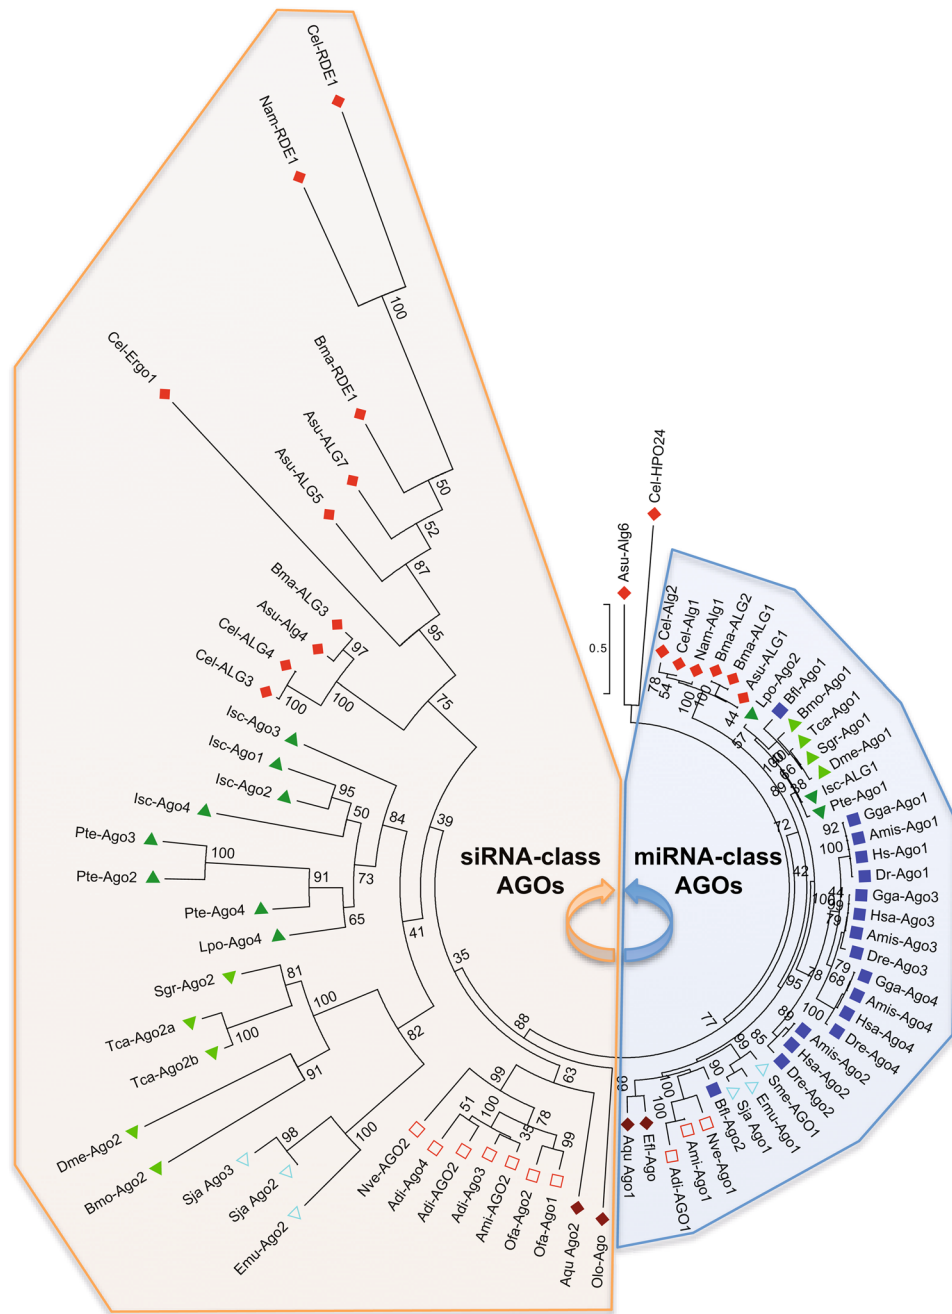 Cel-RDE1
Nam-RDE1
100
Cel-Ergo1
Bma-RDE1
Asu-ALG7
Asu-ALG5
50
52
87
95
75
Bma-ALG3
Asu-Alg4
Cel-ALG4
Cel-ALG3
97
100
100
Isc-Ago3
Isc-Ago1
Isc-Ago2
Isc-Ago4
95
50
84
Pte-Ago3
Pte-Ago2
100
Pte-Ago4
Lpo-Ago4
91
73
65
39
41
35
Sgr-Ago2
Tca-Ago2a
Tca-Ago2b
81
100
100
82
91
Dme-Ago2
Bmo-Ago2
Sja Ago3
Sja Ago2
Emu-Ago2
98
100
88
63
99
51
100
78
35
99
Nve-AGO2
Adi-Ago4
Adi-AGO2
Adi-Ago3
Ami-AGO2
Ofa-Ago2
Ofa-Ago1
Aqu Ago2
Olo-Ago
siRNA-class
AGOs
miRNA-class
AGOs
0.5
Asu-Alg6
Cel-HPO24
Cel-Alg2
Cel-Alg1
Nam-Alg1
Bma-ALG2
Bma-ALG1
Asu-ALG1
Lpo-Ago2
Bfl-Ago1
Bmo-Ago1
Tca-Ago1
Sgr-Ago1
Dme-Ago1
Isc-ALG1
Pte-Ago1
78
54
100
100
44
57
100
66
38
89
72
42
Gga-Ago1
Amis-Ago1
Hs-Ago1
Dr-Ago1
92
100
Gga-Ago3
Hsa-Ago3
Amis-Ago3
Dre-Ago3
44
99
79
100
Gga-Ago4
Amis-Ago4
Hsa-Ago4
Dre-Ago4
79
68
78
100
95
77
Amis-Ago2
Hsa-Ago2
Dre-Ago2
89
85
99
Sme-AGO1
Emu-Ago1
Sja Ago1
Bfl-Ago2
90
Nve-Ago1
Ami-Ago1
Adi-AGO1
100
100
Efl-Ago
Aqu Ago1
99